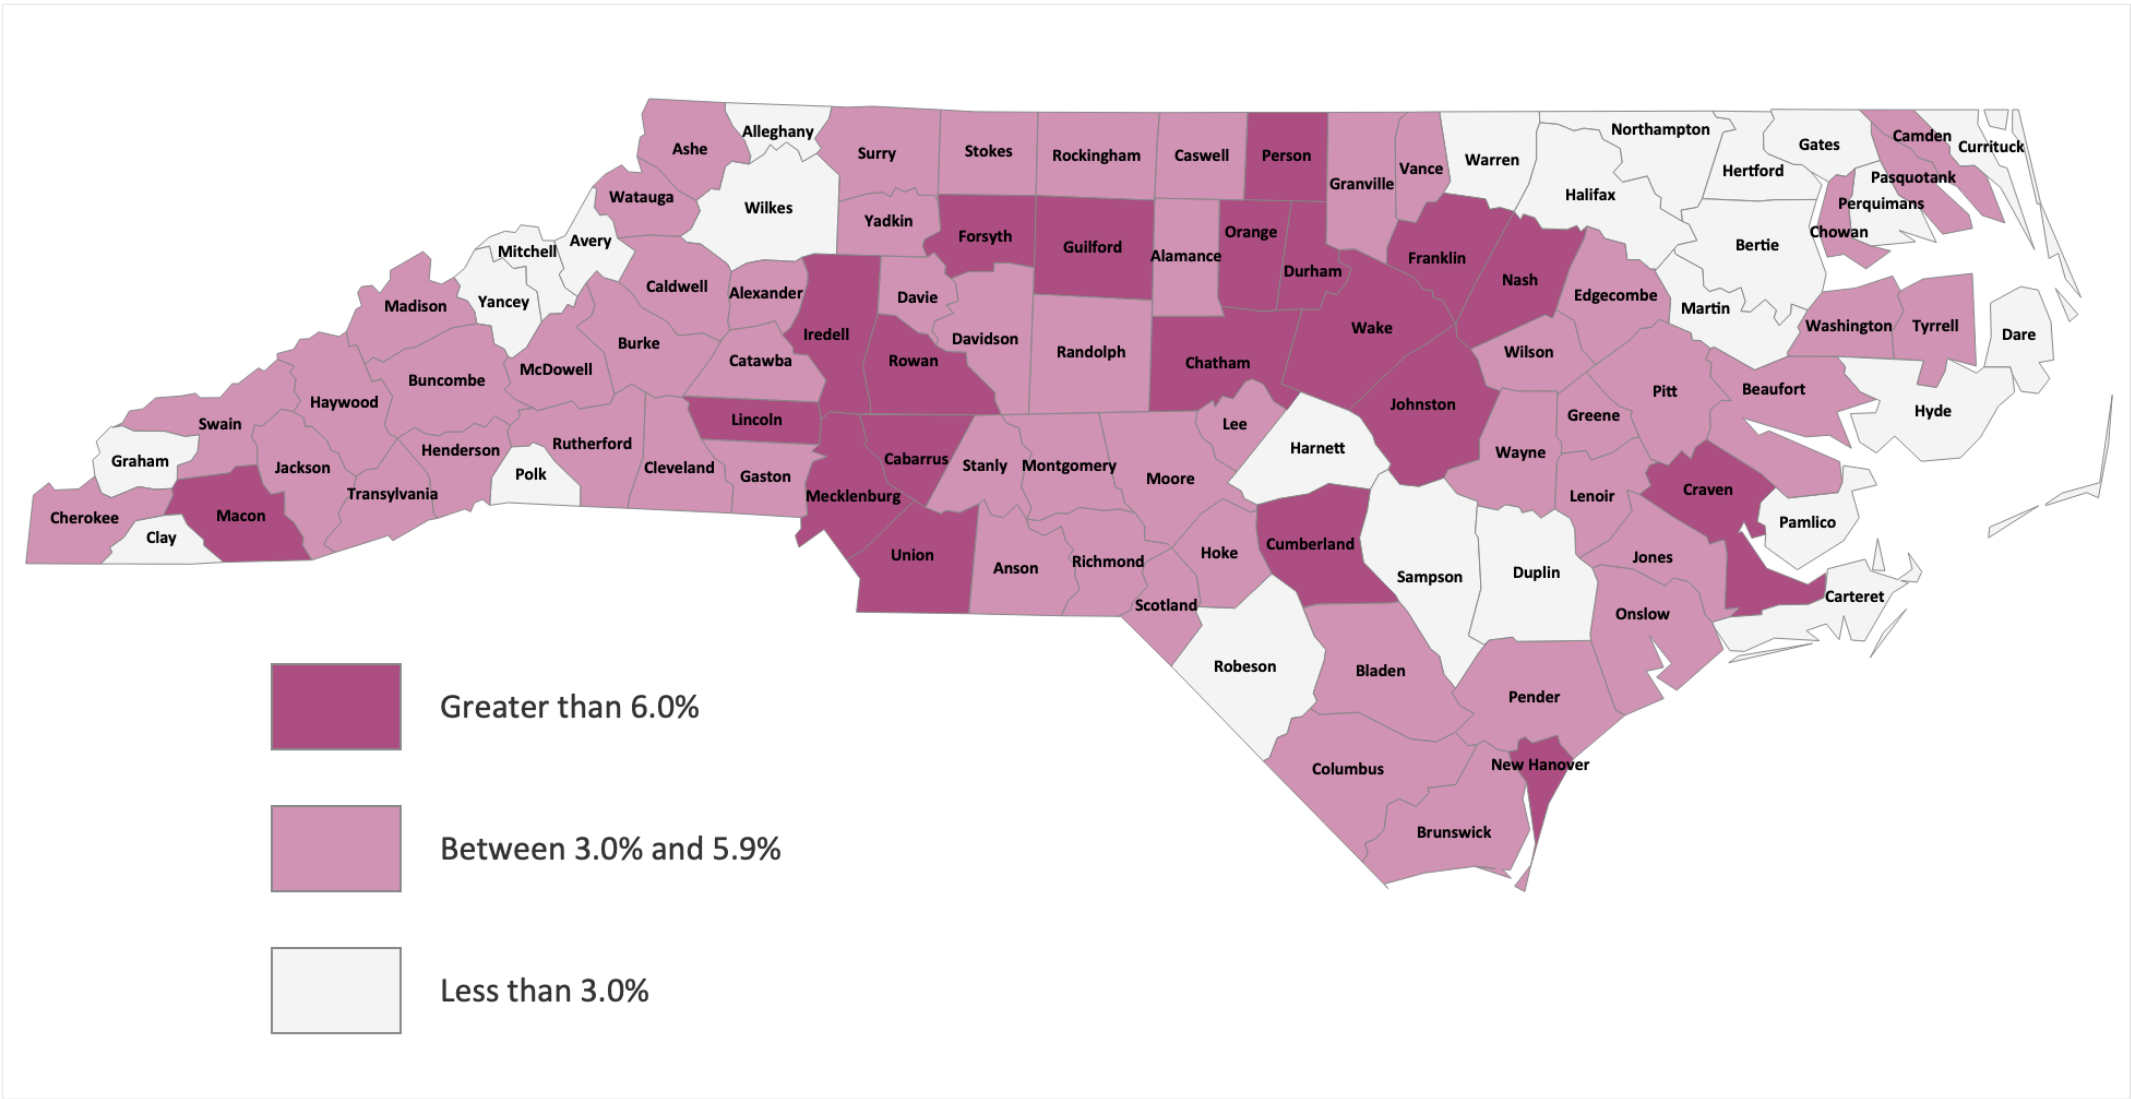 Alleghany
Northampton
Camden
Ashe
Surry
Stokes
Rockingham
Caswell
Person
Vance
Warren
Gates
Currituck
Hertford
Pasquotank
Granville
Halifax
Watauga
Wilkes
Yadkin
Perquimans
Chowan
Mitchell
Avery
Forsyth
Guilford
Alamance
Orange
Durham
Franklin
Nash
Bertie
Madison
Yancey
Caldwell
Alexander
Davie
Edgecombe
Martin
Iredell
Davidson
Wake
Washington
Tyrrell
Dare
Burke
Catawba
Rowan
Randolph
Chatham
Wilson
McDowell
Buncombe
Haywood
Pitt
Beaufort
Swain
Lincoln
Lee
Johnston
Greene
Hyde
Graham
Jackson
Henderson
Rutherford
Polk
Cleveland
Gaston
Cabarrus
Stanly
Montgomery
Moore
Harnett
Wayne
Transylvania
Mecklenburg
Lenoir
Craven
Cherokee
Clay
Macon
Pamlico
Union
Anson
Richmond
Hoke
Cumberland
Sampson
Duplin
Jones
Scotland
Onslow
Carteret
Robeson
Bladen
Pender
Greater than 6.0%
Columbus
New Hanover
Brunswick
Between 3.0% and 5.9%
Less than 3.0%